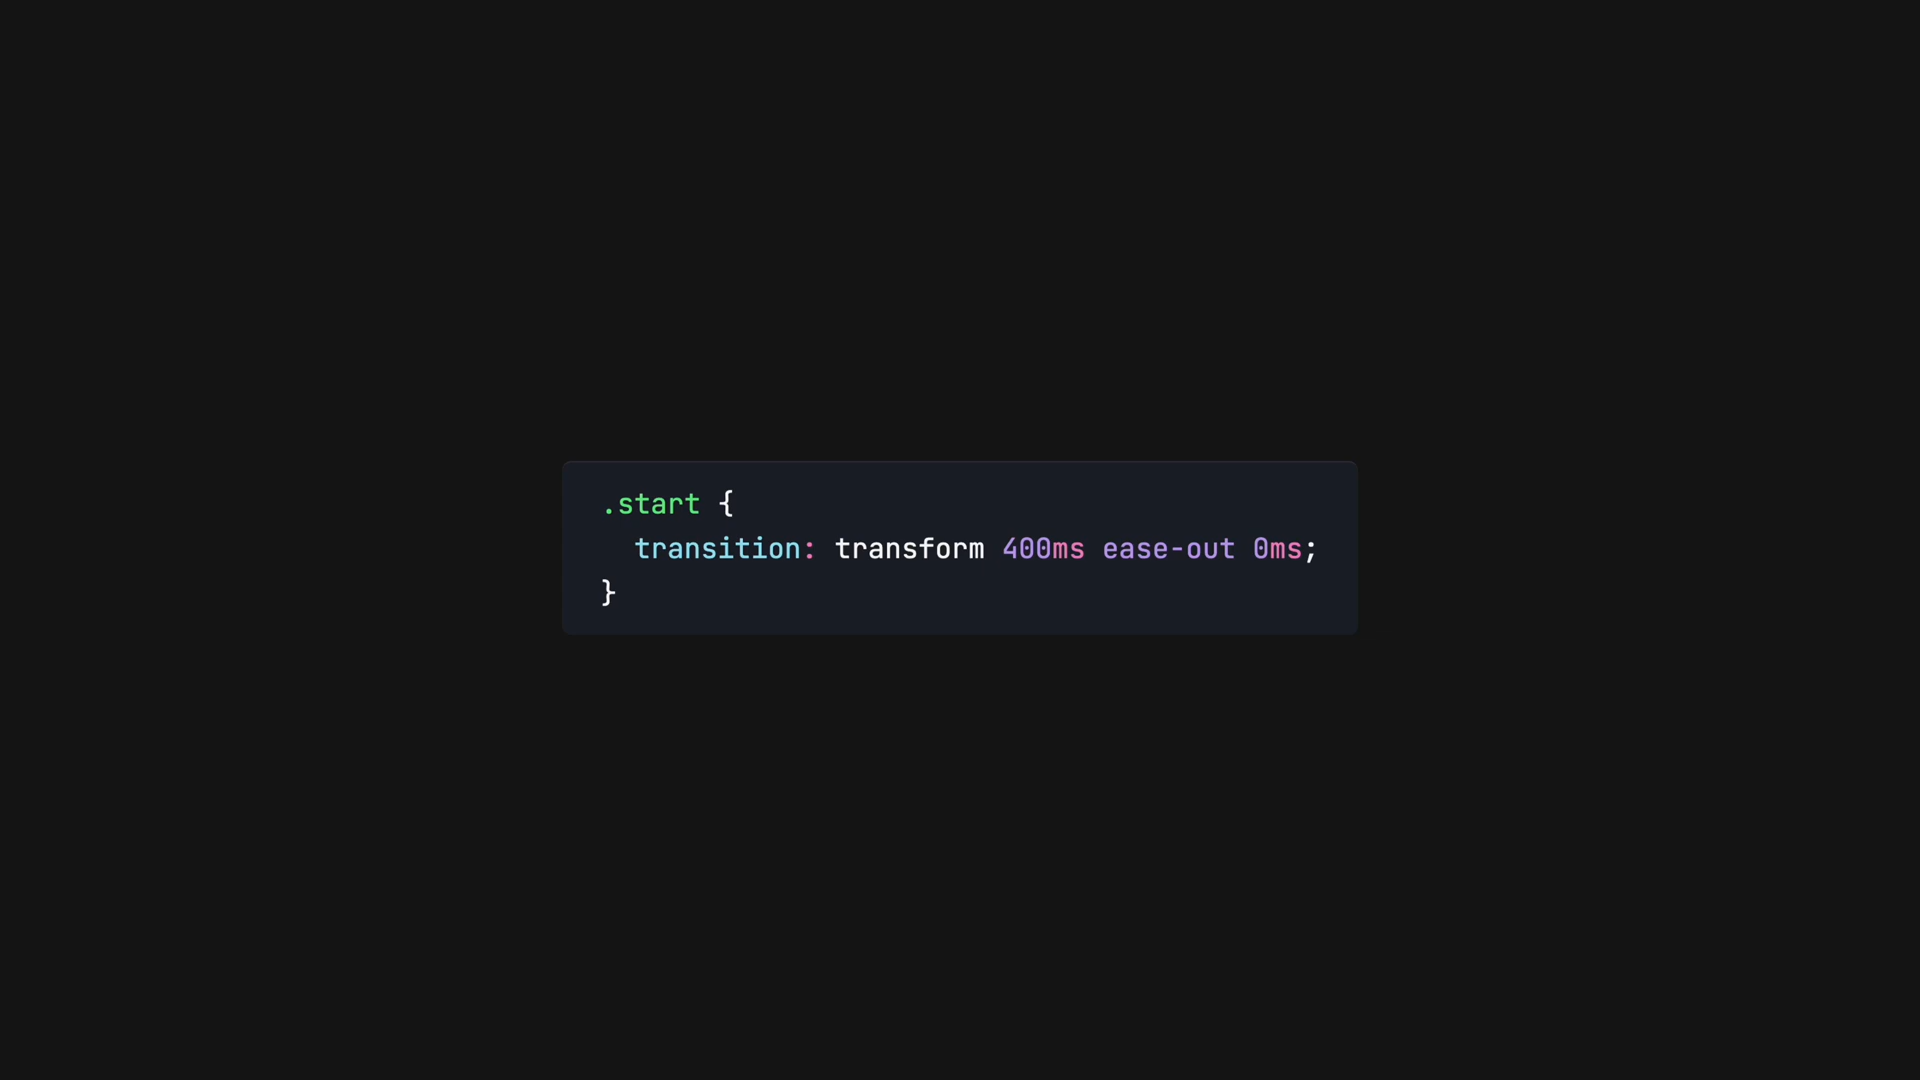 .start {
  transition: transform 400ms ease-out 0ms;
}